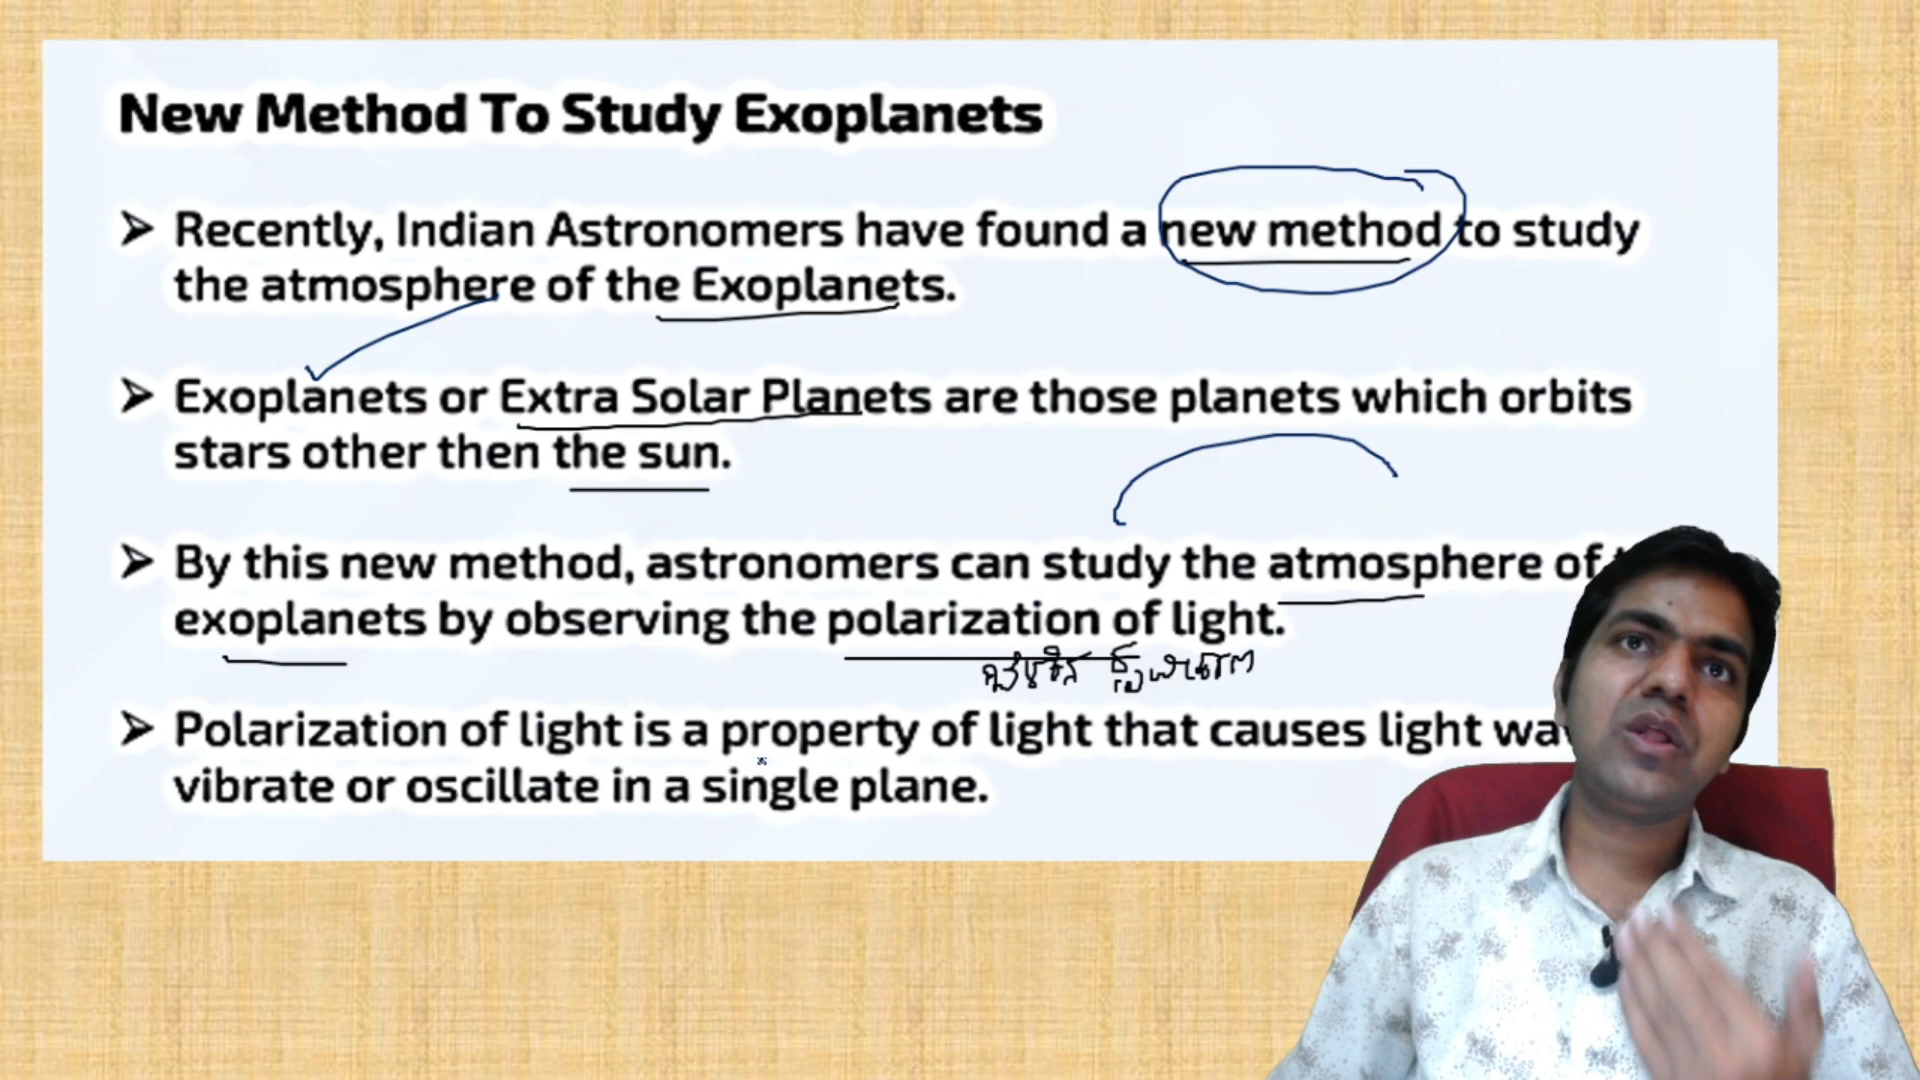 New Method To Study Exoplanets
➢ Recently, Indian Astronomers have found a new method to study
the atmosphere of the Exoplanets.
➢ Exoplanets or Extra Solar Planets are those planets which orbits
stars other then the sun.
➢ By this new method, astronomers can study the atmosphere of
exoplanets by observing the polarization of light.
➢ Polarization of light is a property of light that causes light
vibrate or oscillate in a single plane.